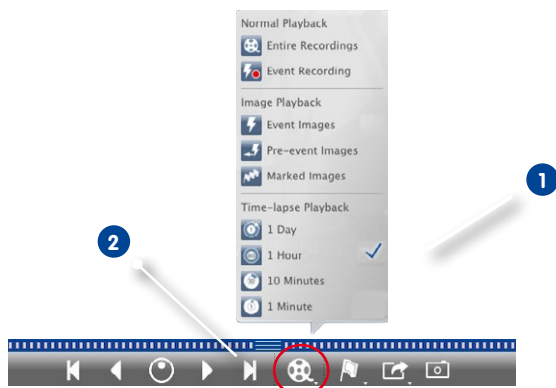 Normal Playback
Entire Recordings
Event Recording
Image Playback
Event Images
Pre-event Images
Marked Images
Time-lapse Playback
1 Day
1 Hour
10 Minutes
1 Minute
1
2